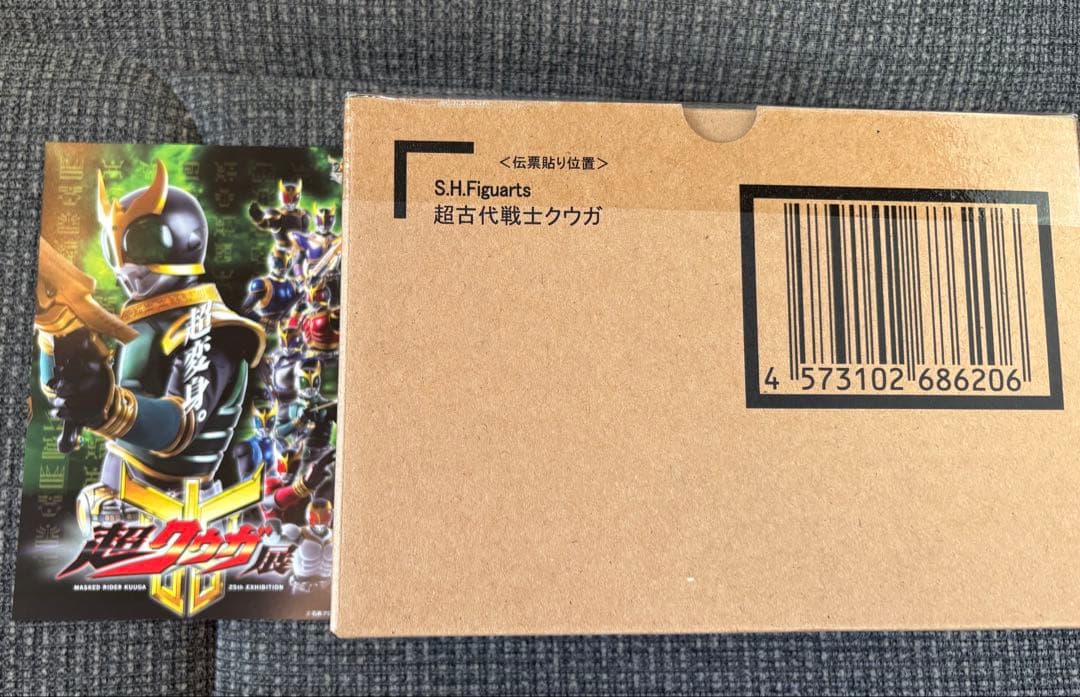 超変身。
超クウガ展
MASKED RIDER KUUGA 25th EXHIBITION
<伝票貼り位置>
S.H.Figuarts
超古代戦士クウガ
4 573102 686206